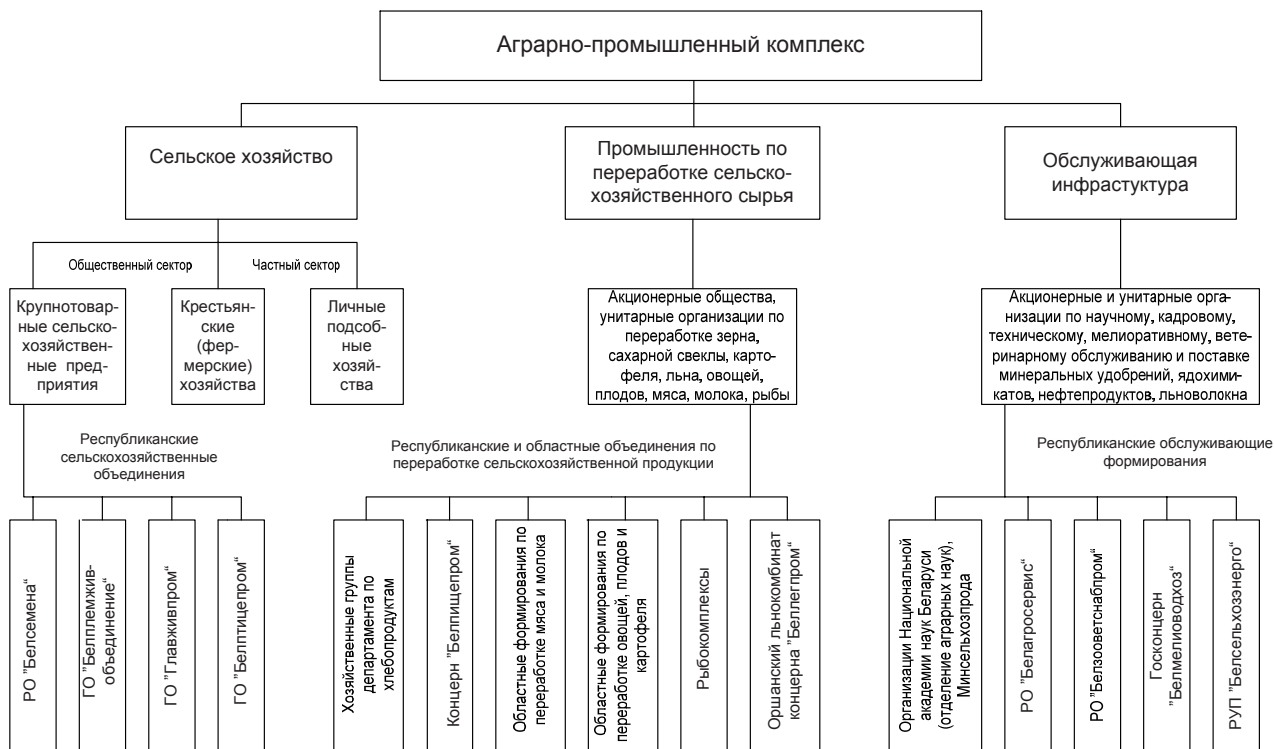 Аграрно-промышленный комплекс
Сельское хозяйство
Промышленность по
переработке сельско-
хозяйственного сырья
Обслуживающая
инфрастуктура
Общественный сектор
Частный сектор
Крупнотовар-
ные сельско-
хозяйствен-
ные пред-
приятия
Крестьян-
ские
(фер-
мерские)
хозяйства
Личные
подсоб-
ные
хозяй-
ства
Акционерные общества,
унитарные организации по
переработке зерна,
сахарной свеклы, карто-
феля, льна, овощей,
плодов, мяса, молока, рыбы
Акционерные и унитарные орга-
низации по научному, кадровому,
техническому, мелиоративному, вете-
ринарному обслуживанию и поставке
минеральных удобрений, ядохими-
катов, нефтепродуктов, льноволокна
Республиканские
сельскохозяйственные
объединения
Республиканские и областные объединения по
переработке сельскохозяйственной продукции
Республиканские обслуживающие
формирования
РО "Белсемена"
ГО "Белплемжив-
объединение"
ГО "Главживпром"
ГО "Белптицепром"
Хозяйственные группы
департамента по
хлебопродуктам
Концерн "Белпищепром"
Областные формирования по
переработке мяса и молока
Областные формирования по
переработке овощей, плодов и
картофеля
Рыбокомплексы
Оршанский льнокомбинат
концерна "Беллегпром"
Организации Национальной
академии наук Беларуси
(отделение аграрных наук),
Минсельхозпрода
РО "Белагросервис"
РО "Белзооветснабпром"
Госконцерн
"Белмелиоводхоз"
РУП "Белсельхозэнерго"